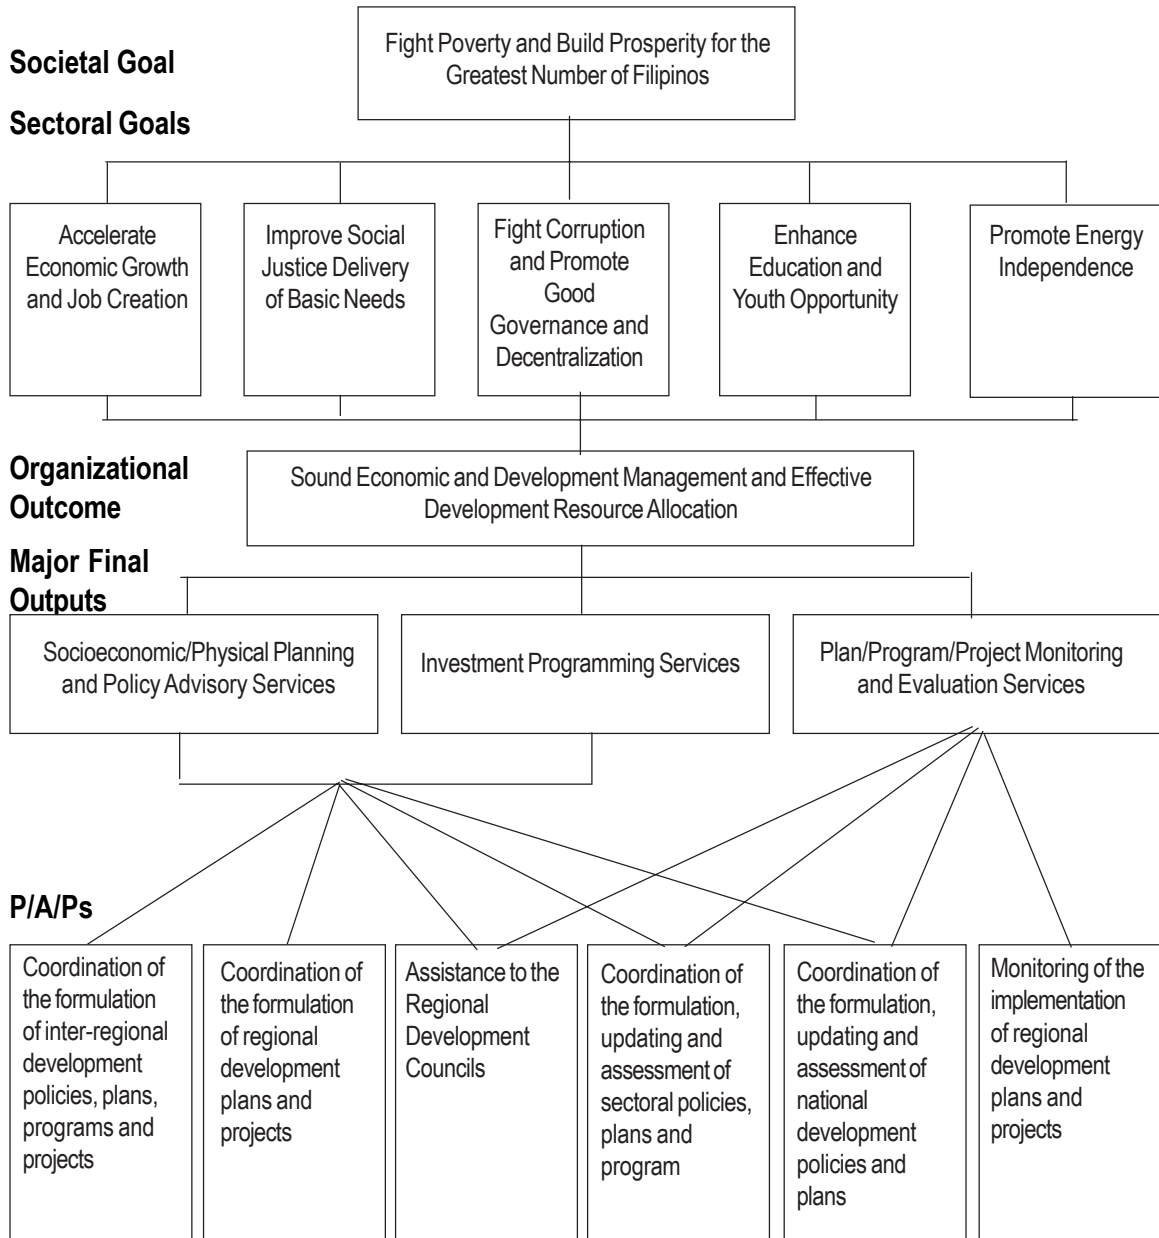 Societal Goal
Fight Poverty and Build Prosperity for the
Greatest Number of Filipinos
Sectoral Goals
Accelerate
Economic Growth
and Job Creation
Improve Social
Justice Delivery
of Basic Needs
Fight Corruption
and Promote
Good
Governance and
Decentralization
Enhance
Education and
Youth Opportunity
Promote Energy
Independence
Organizational
Outcome
Sound Economic and Development Management and Effective
Development Resource Allocation
Major Final
Outputs
Socioeconomic/Physical Planning
and Policy Advisory Services
Investment Programming Services
Plan/Program/Project Monitoring
and Evaluation Services
P/A/Ps
Coordination of
the formulation
of inter-regional
development
policies, plans,
programs and
projects
Coordination of
the formulation
of regional
development
plans and
projects
Assistance to the
Regional
Development
Councils
Coordination of
the formulation,
updating and
assessment of
sectoral policies,
plans and
program
Coordination of
the formulation,
updating and
assessment of
national
development
policies and
plans
Monitoring of the
implementation
of regional
development
plans and
projects